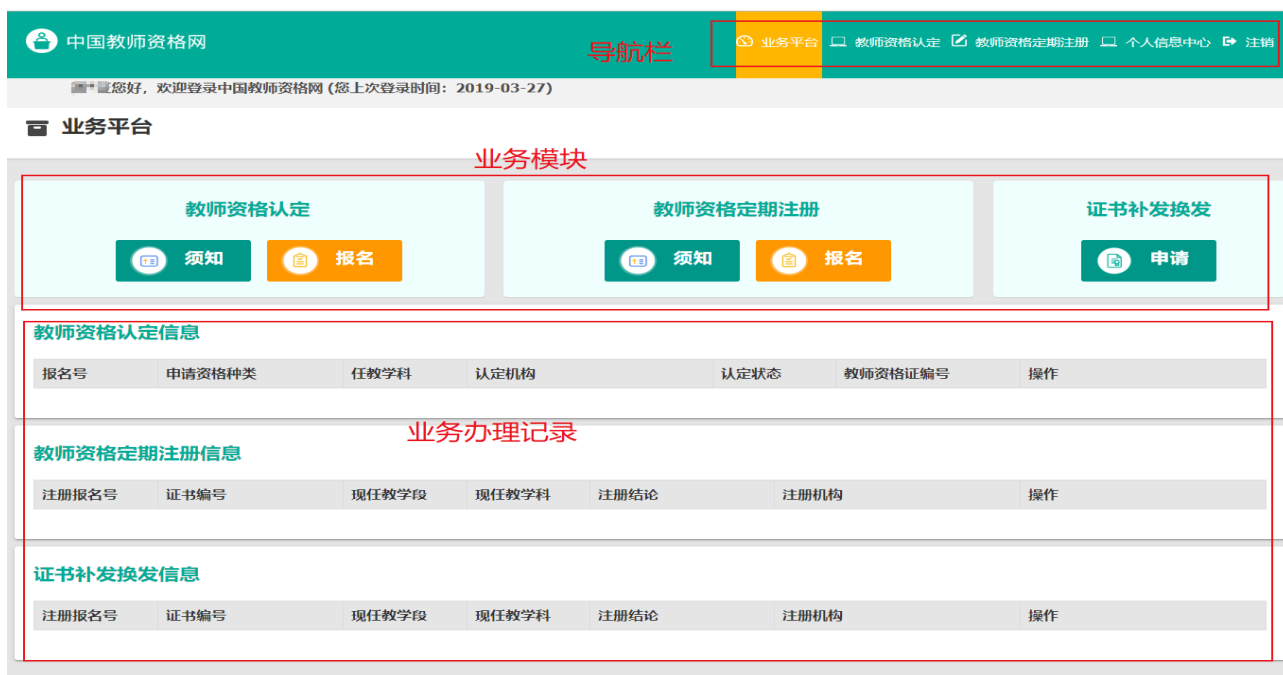 中国教师资格网
导航栏
业务平台 教师资格认定 教师资格定期注册 个人信息中心 注销
您好，欢迎登录中国教师资格网 (您上次登录时间：2019-03-27)
业务平台
业务模块
教师资格认定 教师资格定期注册 证书补发换发
须知 报名 须知 报名 申请
教师资格认定信息
报名号 申请资格种类 任教学科 认定机构 认定状态 教师资格证编号 操作
业务办理记录
教师资格定期注册信息
注册报名号 证书编号 现任教学段 现任教学科 注册结论 注册机构 操作
证书补发换发信息
注册报名号 证书编号 现任教学段 现任教学科 注册结论 注册机构 操作